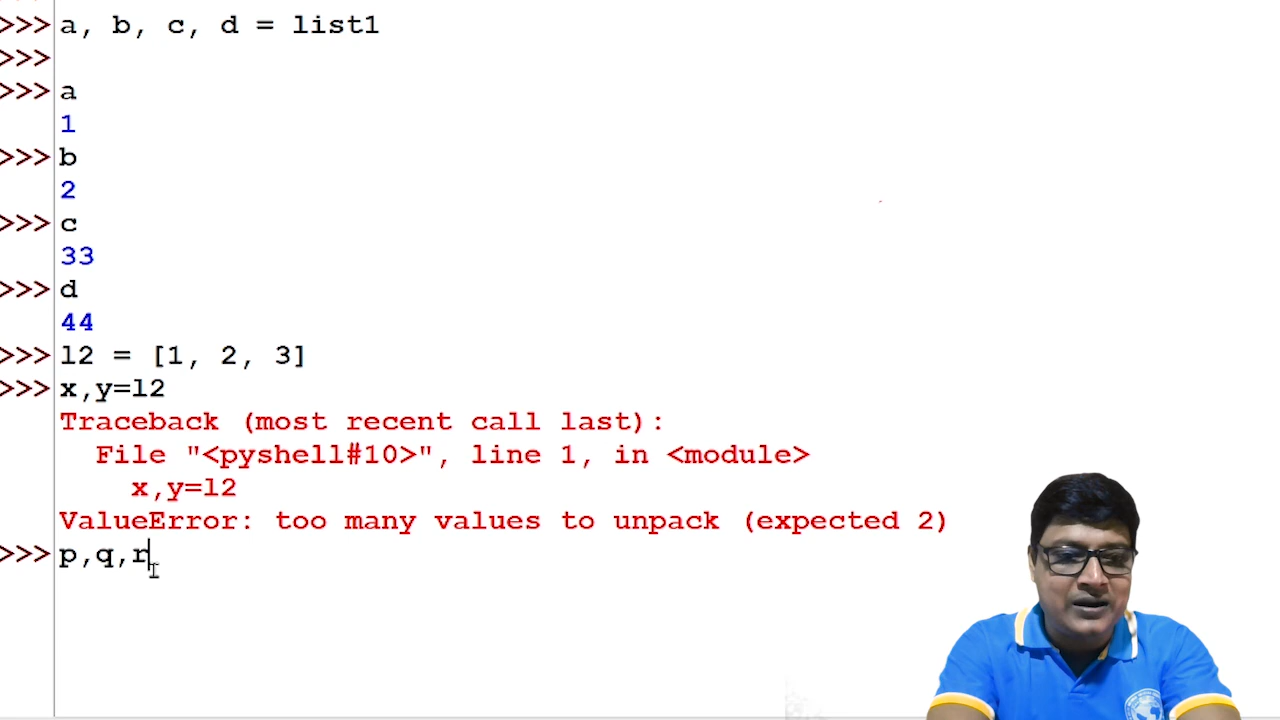 >>> a, b, c, d = list1
>>>
>>> a
1
>>> b
2
>>> c
33
>>> d
44
>>> l2 = [1, 2, 3]
>>> x,y=l2
Traceback (most recent call last):
  File "<pyshell#10>", line 1, in <module>
    x,y=l2
ValueError: too many values to unpack (expected 2)
>>> p,q,r